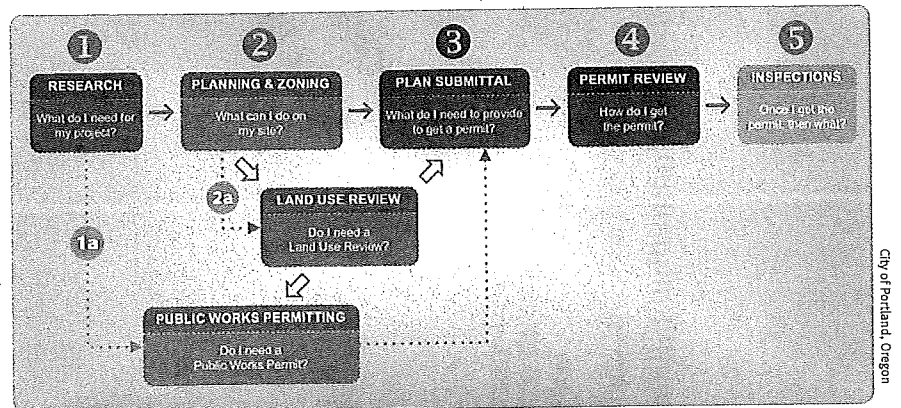 1
2
3
4
5
RESEARCH
What do I need for
my project?
PLANNING & ZONING
What can I do on
my site?
PLAN SUBMITTAL
What do I need to provide
to get a permit?
PERMIT REVIEW
How do I get
the permit?
INSPECTIONS
Once I get the
permit, then what?
2a
LAND USE REVIEW
Do I need a
Land Use Review?
1a
PUBLIC WORKS PERMITTING
Do I need a
Public Works Permit?
City of Portland, Oregon